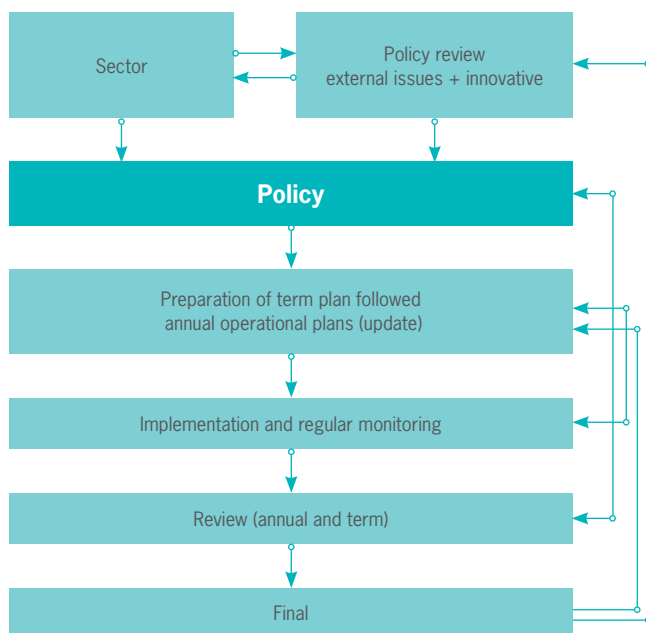 Sector
Policy review
external issues + innovative
Policy
Preparation of term plan followed
annual operational plans (update)
Implementation and regular monitoring
Review (annual and term)
Final